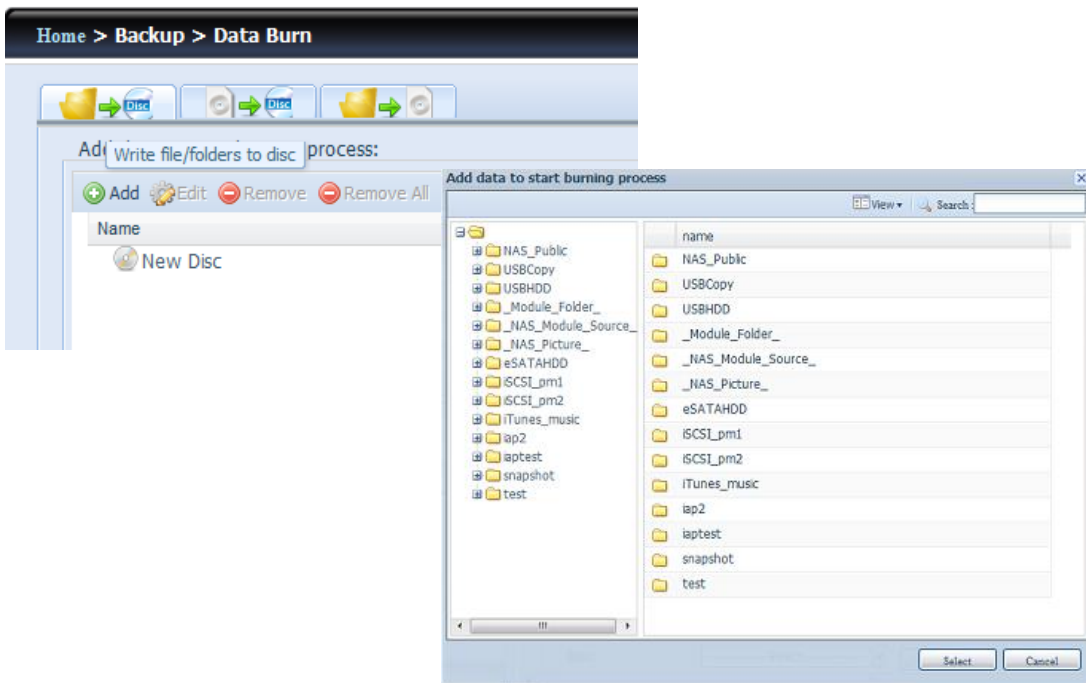 Home > Backup > Data Burn
Disc
Disc
Add process:
Write file/folders to disc
Add Edit Remove Remove All
Name
New Disc
Add data to start burning process
View Search :
NAS_Public
USBCopy
USBHDD
_Module_Folder_
_NAS_Module_Source_
_NAS_Picture_
eSATAHDD
iSCSI_pm1
iSCSI_pm2
iTunes_music
iap2
iaptest
snapshot
test
name
NAS_Public
USBCopy
USBHDD
_Module_Folder_
_NAS_Module_Source_
_NAS_Picture_
eSATAHDD
iSCSI_pm1
iSCSI_pm2
iTunes_music
iap2
iaptest
snapshot
test
Select Cancel